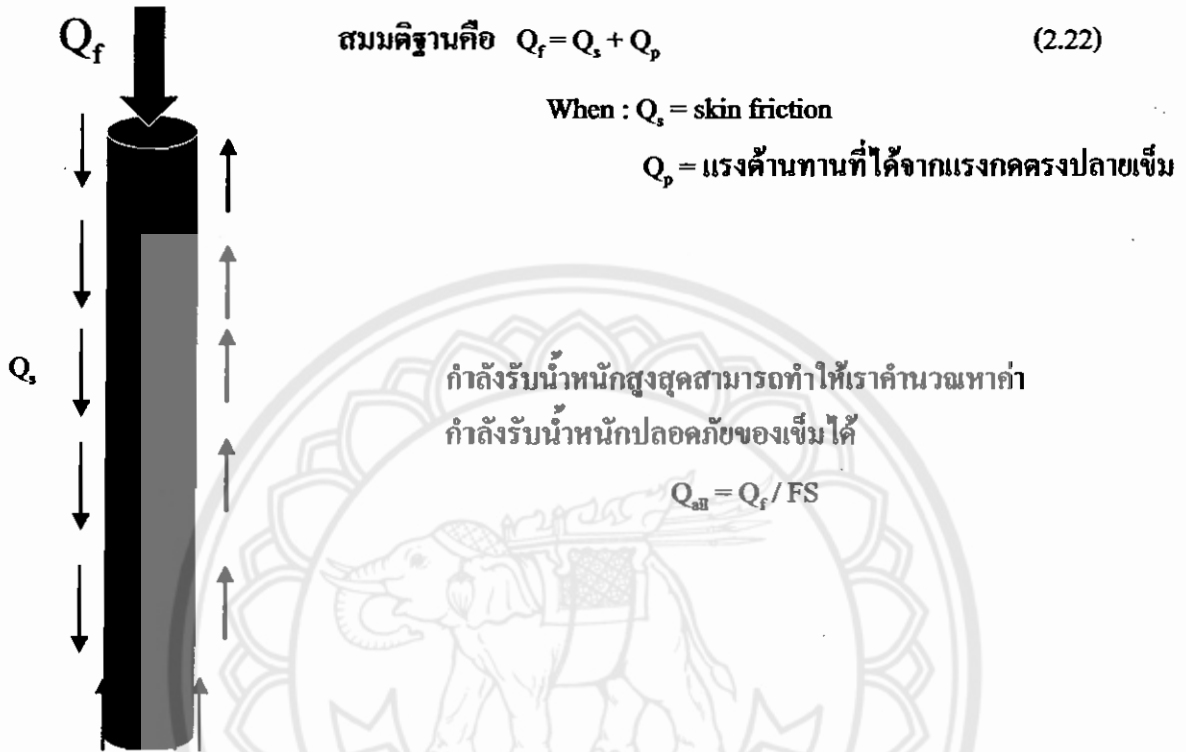 Q_f
สมมติฐานคือ Q_f = Q_s + Q_p (2.22)
When : Q_s = skin friction
Q_p = แรงต้านทานที่ได้จากแรงกดตรงปลายเข็ม
Q_s
กำลังรับน้ำหนักสูงสุดสามารถทำให้เราคำนวณหาค่า
กำลังรับน้ำหนักปลอดภัยของเข็มได้
Q_all = Q_f / FS